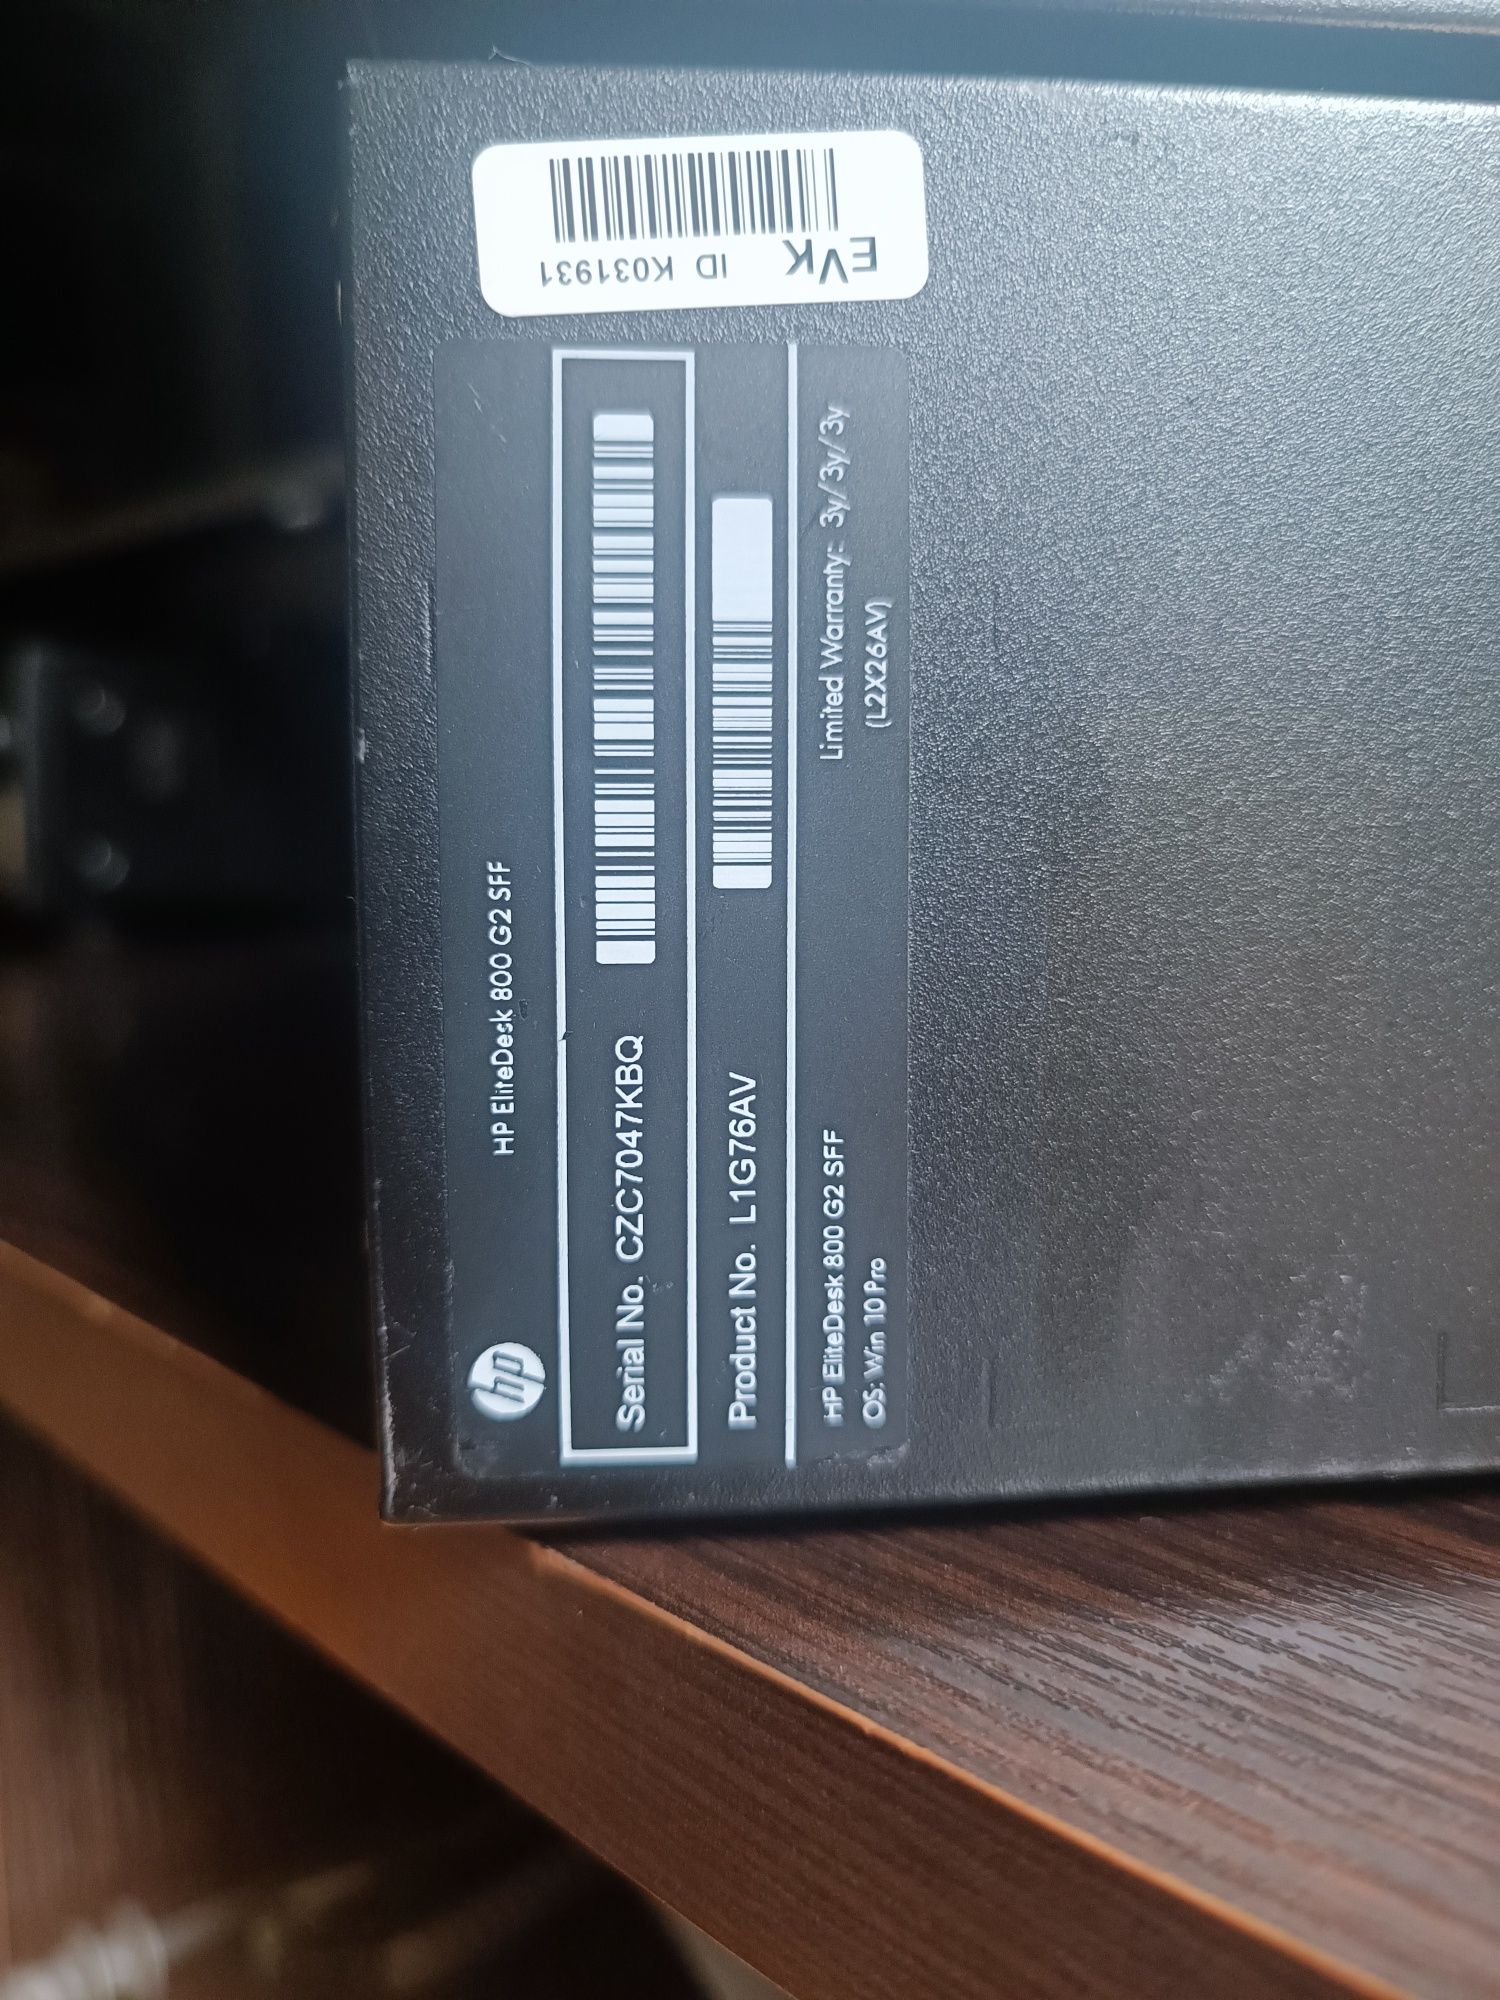 EVK
ID K031931
hp
HP EliteDesk 800 G2 SFF
Serial No. CZC7047KBQ
Product No. L1G76AV
HP EliteDesk 800 G2 SFF
Limited Warranty: 3y/3y/3y
OS: Win 10 Pro
(L2X26AV)